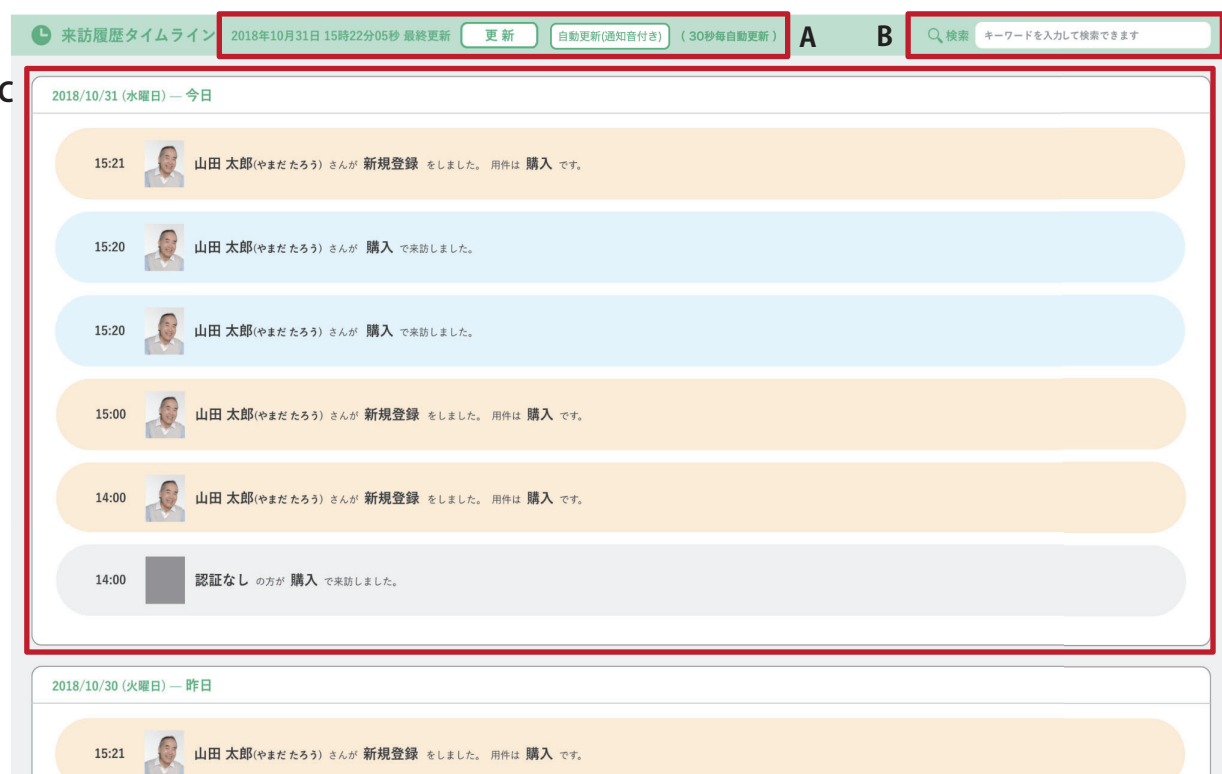 来訪履歴タイムライン 2018年10月31日 15時22分05秒 最終更新 更新 自動更新(通知音付き) (30秒毎自動更新) A B 検索 キーワードを入力して検索できます
C
2018/10/31 (水曜日) — 今日
15:21 山田 太郎(やまだ たろう) さんが 新規登録 をしました。 用件は 購入 です。
15:20 山田 太郎(やまだ たろう) さんが 購入 で来訪しました。
15:20 山田 太郎(やまだ たろう) さんが 購入 で来訪しました。
15:00 山田 太郎(やまだ たろう) さんが 新規登録 をしました。 用件は 購入 です。
14:00 山田 太郎(やまだ たろう) さんが 新規登録 をしました。 用件は 購入 です。
14:00 認証なし の方が 購入 で来訪しました。
2018/10/30 (火曜日) — 昨日
15:21 山田 太郎(やまだ たろう) さんが 新規登録 をしました。 用件は 購入 です。